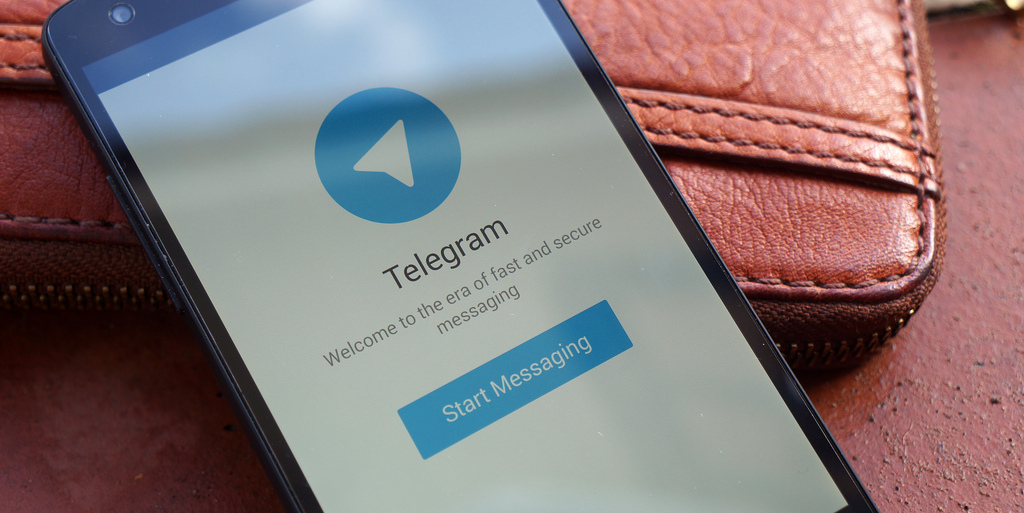 Telegram
Welcome to the era of fast and secure
messaging
Start Messaging